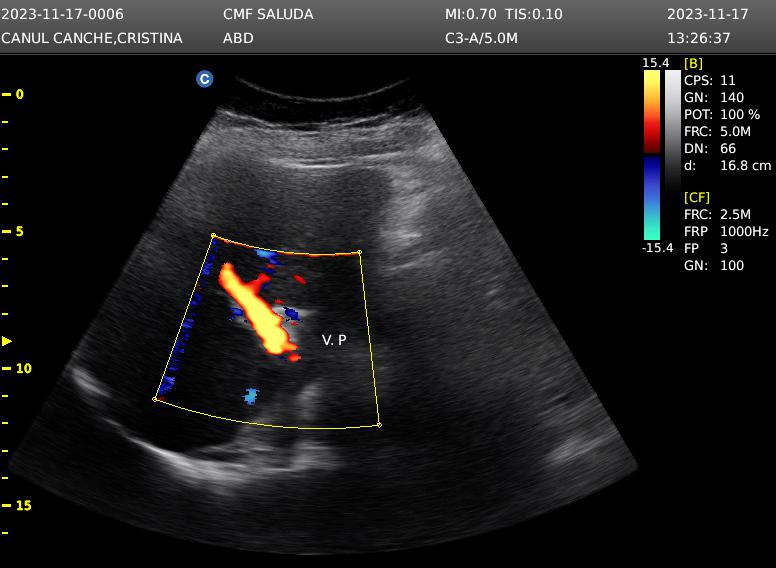 2023-11-17-0006 CMF SALUDA MI:0.70 TIS:0.10 2023-11-17
CANUL CANCHE,CRISTINA ABD C3-A/5.0M 13:26:37
15.4 [B]
C
CPS: 11
0
GN: 140
POT: 100 %
FRC: 5.0M
DN: 66
d: 16.8 cm
[CF]
FRC: 2.5M
5
FRP 1000Hz
-15.4 FP 3
GN: 100
V. P
10
15